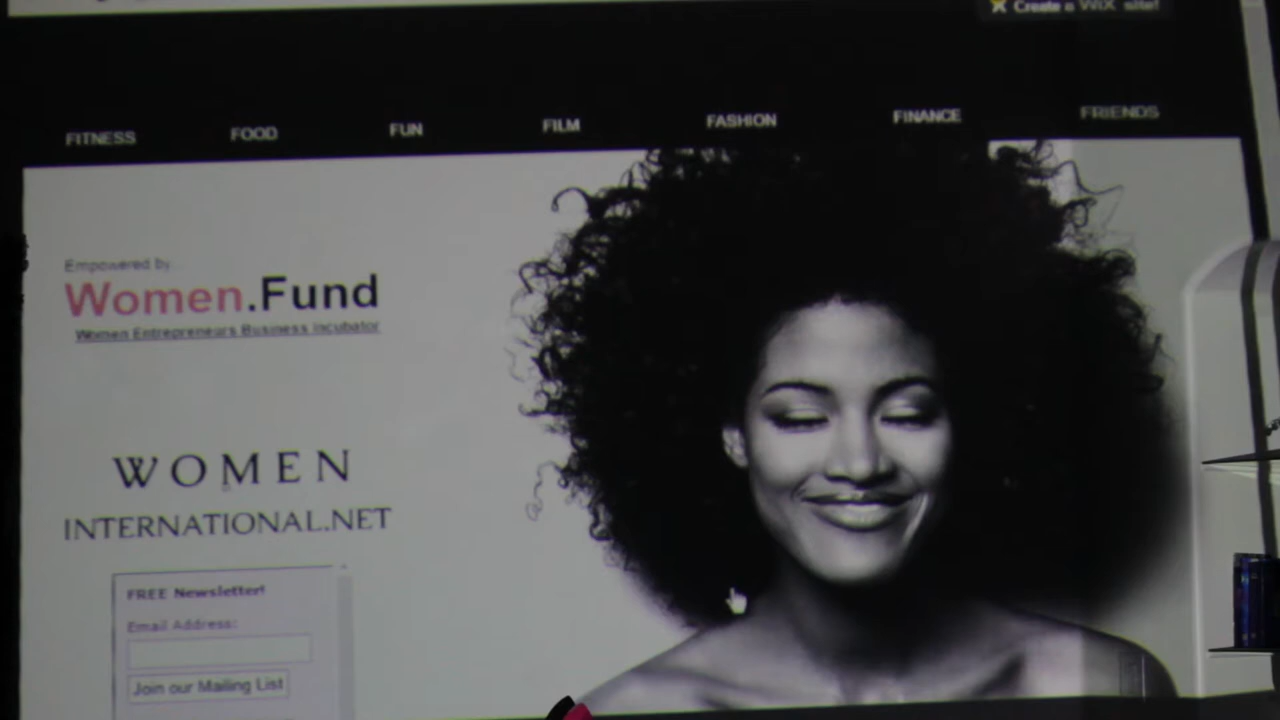 Create a WiX site!
FITNESS FOOD FUN FILM FASHION FINANCE FRIENDS
Empowered by...
Women.Fund
Women Entrepreneurs Business Incubator
WOMEN
INTERNATIONAL.NET
FREE Newsletter!
Email Address:
Join our Mailing List